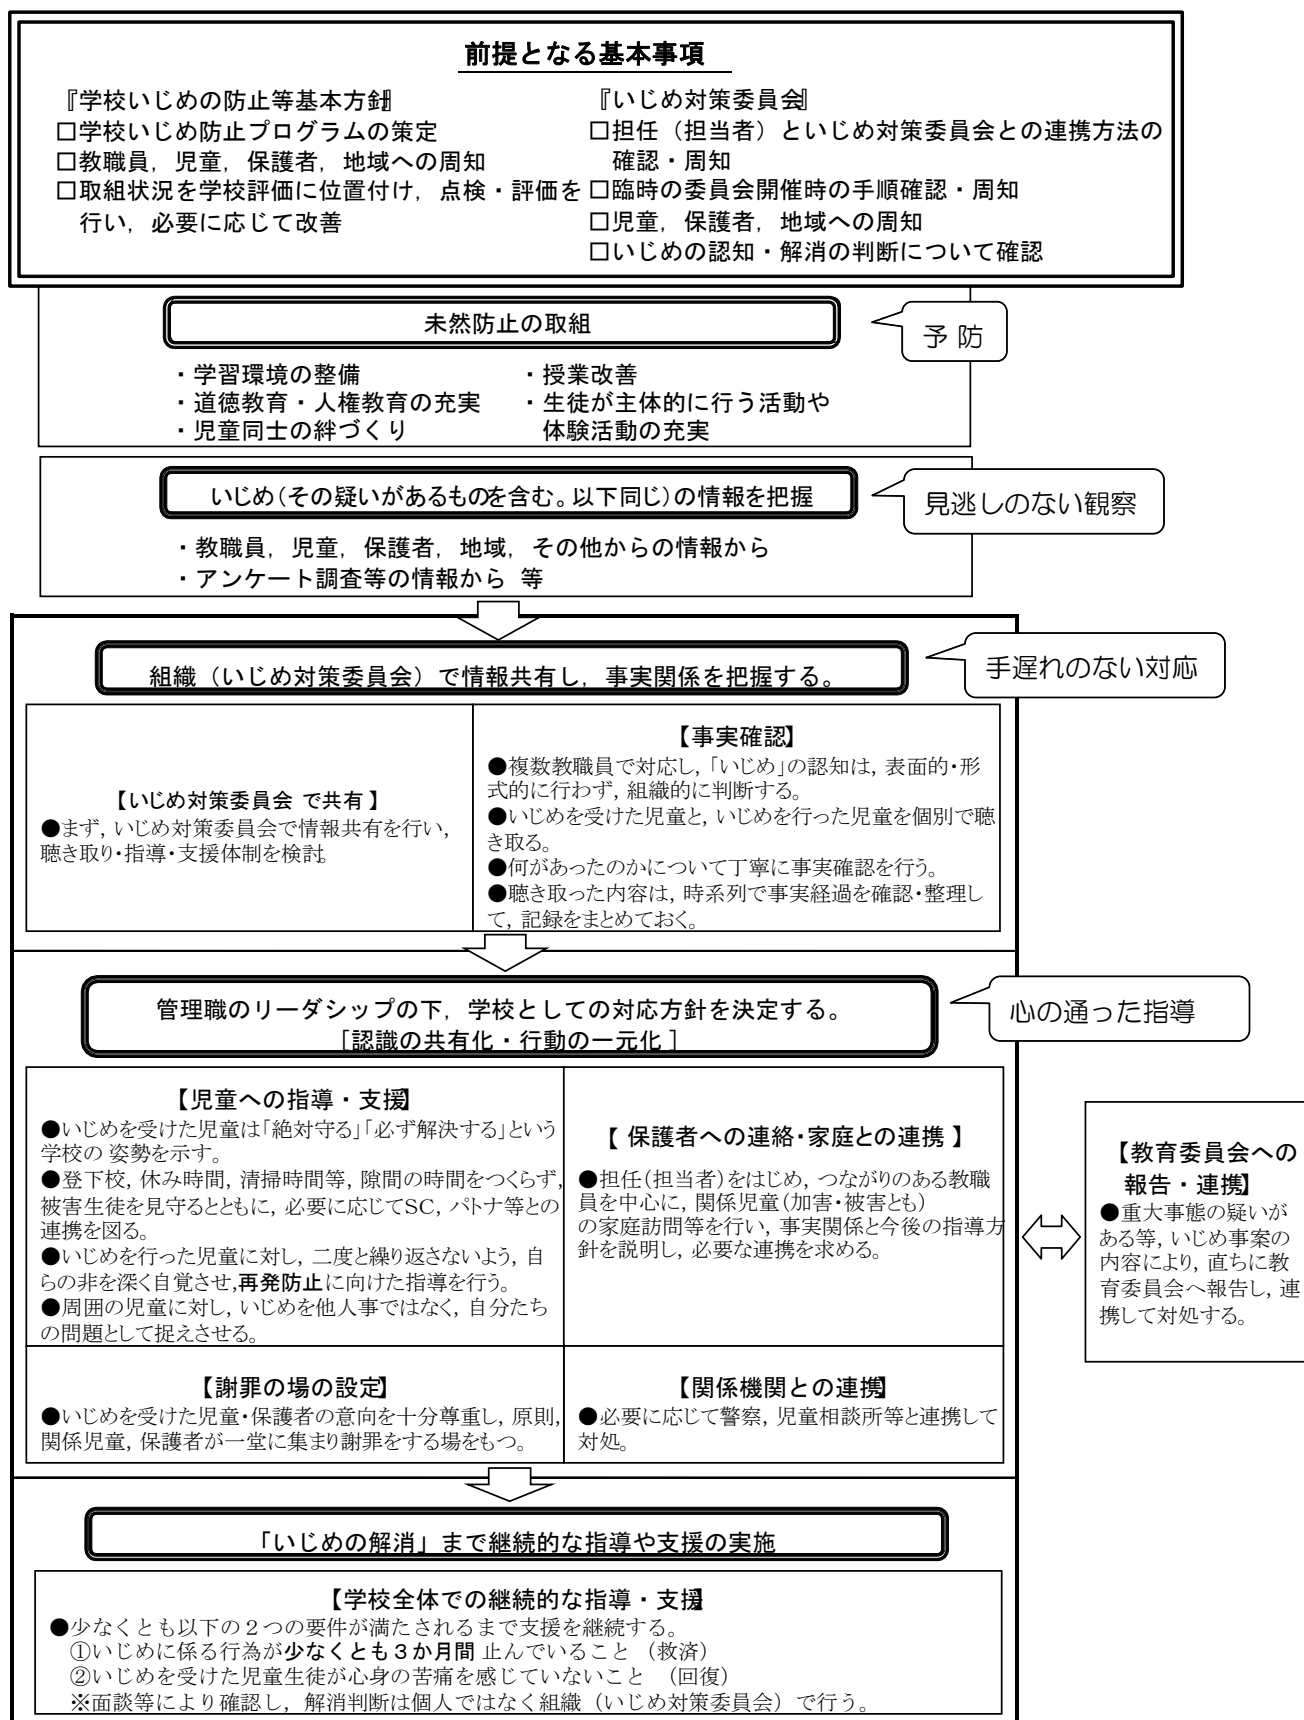 前提となる基本事項
『学校いじめの防止等基本方針』
□学校いじめ防止プログラムの策定
□教職員，児童，保護者，地域への周知
□取組状況を学校評価に位置付け，点検・評価を
行い，必要に応じて改善
『いじめ対策委員会』
□担任（担当者）といじめ対策委員会との連携方法の
確認・周知
□臨時の委員会開催時の手順確認・周知
□児童，保護者，地域への周知
□いじめの認知・解消の判断について確認
未然防止の取組
予 防
・学習環境の整備
・道徳教育・人権教育の充実
・児童同士の絆づくり
・授業改善
・生徒が主体的に行う活動や
体験活動の充実
いじめ(その疑いがあるものを含む。以下同じ)の情報を把握
見逃しのない観察
・教職員，児童，保護者，地域，その他からの情報から
・アンケート調査等の情報から 等
組織（いじめ対策委員会）で情報共有し，事実関係を把握する。
手遅れのない対応
【いじめ対策委員会 で共有 】
●まず，いじめ対策委員会で情報共有を行い，
聴き取り・指導・支援体制を検討。
【事実確認】
●複数教職員で対応し，「いじめ」の認知は，表面的・形
式的に行わず，組織的に判断する。
●いじめを受けた児童と，いじめを行った児童を個別で聴
き取る。
●何があったのかについて丁寧に事実確認を行う。
●聴き取った内容は，時系列で事実経過を確認・整理し
て，記録をまとめておく。
管理職のリーダシップの下，学校としての対応方針を決定する。
［認識の共有化・行動の一元化 ］
心の通った指導
【児童への指導・支援】
●いじめを受けた児童は「絶対守る」「必ず解決する」という
学校の 姿勢を示す。
●登下校，休み時間，清掃時間等，隙間の時間をつくらず，
被害生徒を見守るとともに，必要に応じてSC，パトナ等との
連携を図る。
●いじめを行った児童に対し，二度と繰り返さないよう，自
らの非を深く自覚させ，再発防止に向けた指導を行う。
●周囲の児童に対し，いじめを他人事ではなく，自分たち
の問題として捉えさせる。
【 保護者への連絡・家庭との連携 】
●担任(担当者)をはじめ，つながりのある教職
員を中心に，関係児童(加害・被害とも)
の家庭訪問等を行い，事実関係と今後の指導方
針を説明し，必要な連携を求める。
【教育委員会への
報告・連携】
●重大事態の疑いが
ある等，いじめ事案の
内容により，直ちに教
育委員会へ報告し，連
携して対処する。
【謝罪の場の設定】
●いじめを受けた児童・保護者の意向を十分尊重し，原則，
関係児童，保護者が一堂に集まり謝罪をする場をもつ。
【関係機関との連携】
●必要に応じて警察，児童相談所等と連携して
対処。
「いじめの解消」まで継続的な指導や支援の実施
【学校全体での継続的な指導・支援】
●少なくとも以下の２つの要件が満たされるまで支援を継続する。
①いじめに係る行為が少なくとも３か月間 止んでいること （救済）
②いじめを受けた児童生徒が心身の苦痛を感じていないこと （回復）
※面談等により確認し，解消判断は個人ではなく組織（いじめ対策委員会）で行う。